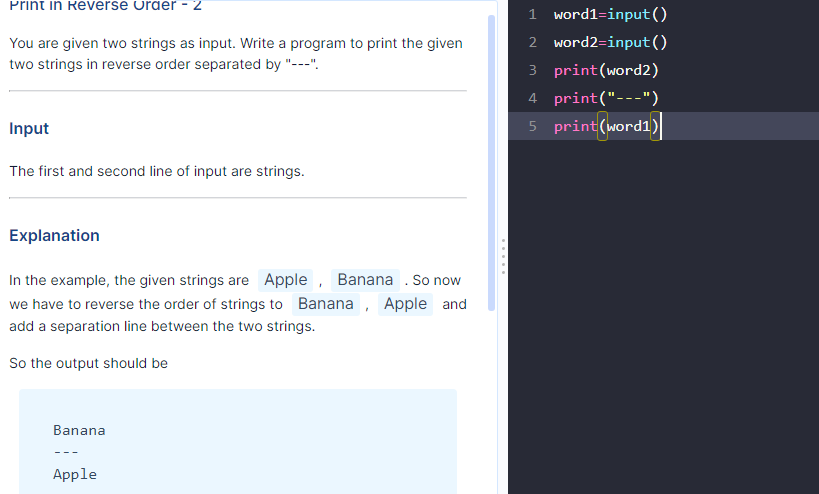 Print in Reverse Order - 2
You are given two strings as input. Write a program to print the given
two strings in reverse order separated by "---".
Input
The first and second line of input are strings.
Explanation
In the example, the given strings are Apple , Banana . So now
we have to reverse the order of strings to Banana , Apple and
add a separation line between the two strings.
So the output should be
Banana
---
Apple
1 word1=input()
2 word2=input()
3 print(word2)
4 print("---")
5 print(word1)